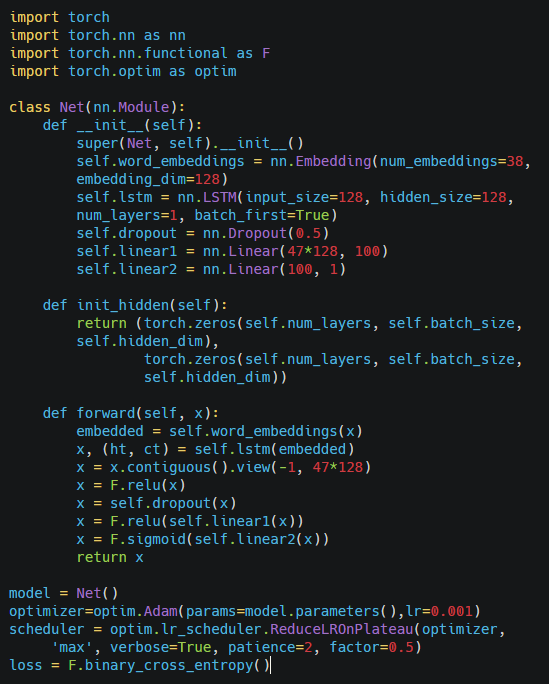 import torch
import torch.nn as nn
import torch.nn.functional as F
import torch.optim as optim

class Net(nn.Module):
    def __init__(self):
        super(Net, self).__init__()
        self.word_embeddings = nn.Embedding(num_embeddings=38,
        embedding_dim=128)
        self.lstm = nn.LSTM(input_size=128, hidden_size=128,
        num_layers=1, batch_first=True)
        self.dropout = nn.Dropout(0.5)
        self.linear1 = nn.Linear(47*128, 100)
        self.linear2 = nn.Linear(100, 1)

    def init_hidden(self):
        return (torch.zeros(self.num_layers, self.batch_size,
        self.hidden_dim),
                torch.zeros(self.num_layers, self.batch_size,
                self.hidden_dim))

    def forward(self, x):
        embedded = self.word_embeddings(x)
        x, (ht, ct) = self.lstm(embedded)
        x = x.contiguous().view(-1, 47*128)
        x = F.relu(x)
        x = self.dropout(x)
        x = F.relu(self.linear1(x))
        x = F.sigmoid(self.linear2(x))
        return x

model = Net()
optimizer=optim.Adam(params=model.parameters(),lr=0.001)
scheduler = optim.lr_scheduler.ReduceLROnPlateau(optimizer,
     'max', verbose=True, patience=2, factor=0.5)
loss = F.binary_cross_entropy()